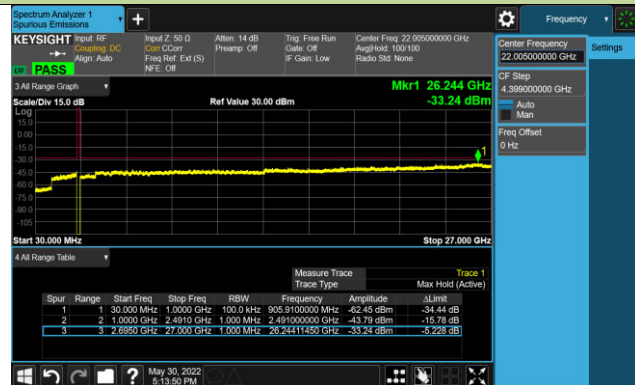 Spectrum Analyzer 1
Spurious Emissions
Frequency
KEYSIGHT
Input: RF
Coupling: DC
Align: Auto
Input Z: 50 Ω
Corr CCorr
Freq Ref: Ext (S)
NFE: Off
Atten: 14 dB
Preamp: Off
Trig: Free Run
Gate: Off
IF Gain: Low
Center Freq: 22.005000000 GHz
Avg|Hold: 100/100
Radio Std: None
PASS
Center Frequency
22.005000000 GHz
Settings
CF Step
4.399000000 GHz
Auto
Man
Freq Offset
0 Hz
3 All Range Graph
Mkr1 26.244 GHz
Scale/Div 15.0 dB
Ref Value 30.00 dBm
-33.24 dBm
Log
15.0
0.00
-15.0
-30.0
-45.0
-60.0
-75.0
-90.0
-105
1
Start 30.000 MHz
Stop 27.000 GHz
4 All Range Table
Measure Trace Trace 1
Trace Type Max Hold (Active)
Spur Range Start Freq Stop Freq RBW Frequency Amplitude ΔLimit
1 1 30.000 MHz 1.0000 GHz 100.0 kHz 905.9100000 MHz -62.45 dBm -34.44 dB
2 2 1.0000 GHz 2.4910 GHz 1.000 MHz 2.491000000 GHz -43.79 dBm -15.78 dB
3 3 2.6950 GHz 27.000 GHz 1.000 MHz 26.24411450 GHz -33.24 dBm -5.228 dB
?
May 30, 2022
5:13:50 PM